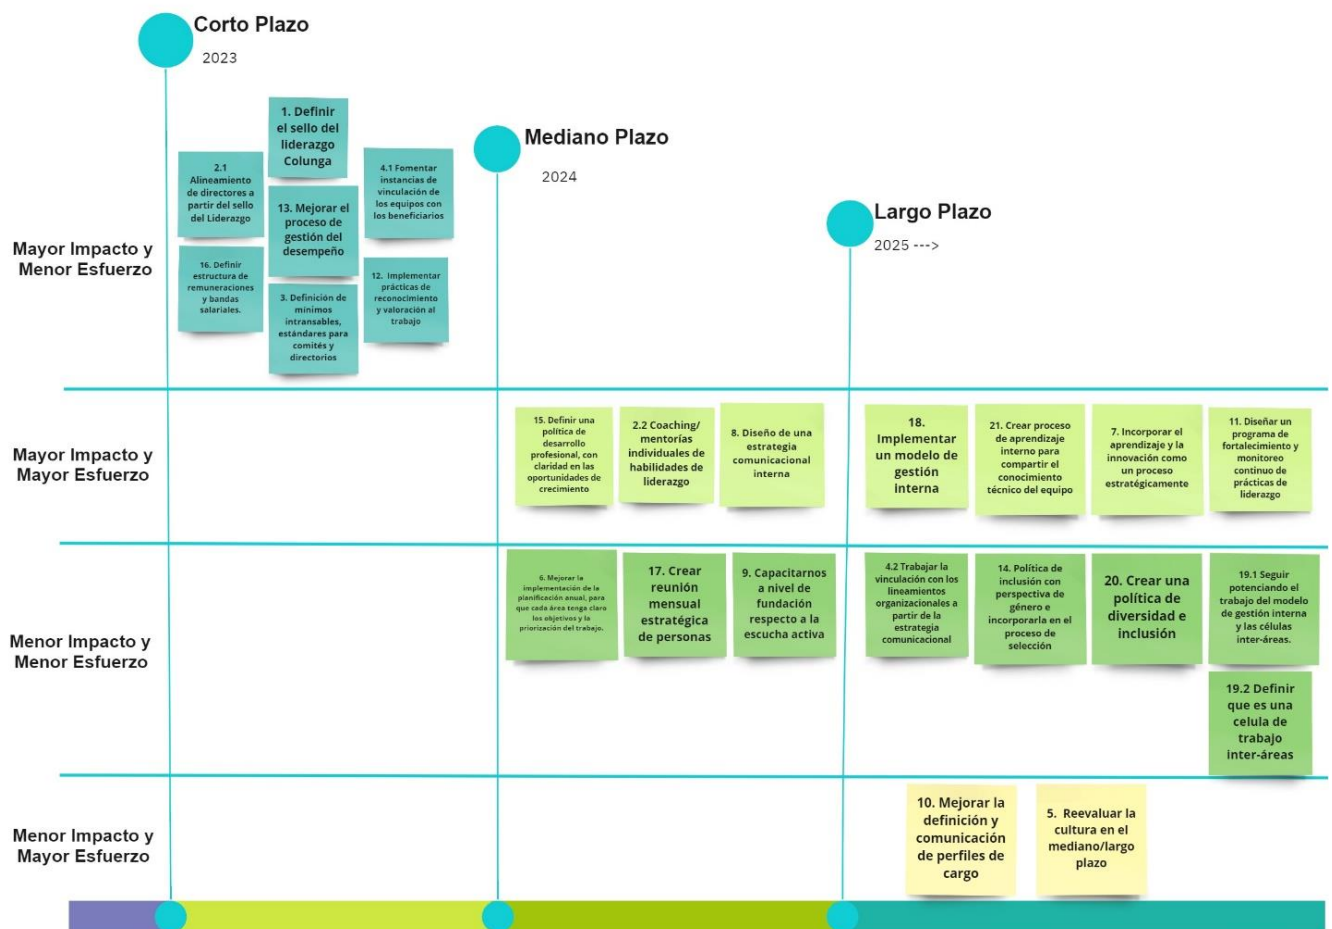 Corto Plazo
2023
Mediano Plazo
2024
Largo Plazo
2025 --->
Mayor Impacto y
Menor Esfuerzo
1. Definir
el sello del
liderazgo
Colunga
2.1
Alineamiento
de directores a
partir del sello
del Liderazgo
4.1 Fomentar
instancias de
vinculación de
los equipos con
los beneficiarios
13. Mejorar el
proceso de
gestión del
desempeño
16. Definir
estructura de
remuneraciones
y bandas
salariales.
12. Implementar
prácticas de
reconocimiento
y valoración al
trabajo
3. Definición de
mínimos
intransables,
estándares para
comités y
directorios
Mayor Impacto y
Mayor Esfuerzo
15. Definir una
política de
desarrollo
profesional, con
claridad en las
oportunidades de
crecimiento
2.2 Coaching/
mentorías
individuales de
habilidades de
liderazgo
8. Diseño de una
estrategia
comunicacional
interna
18.
Implementar
un modelo de
gestión
interna
21. Crear proceso
de aprendizaje
interno para
compartir el
conocimiento
técnico del equipo
7. Incorporar el
aprendizaje y la
innovación como
un proceso
estratégicamente
11. Diseñar un
programa de
fortalecimiento y
monitoreo
continuo de
prácticas de
liderazgo
Menor Impacto y
Menor Esfuerzo
6. Mejorar la
implementación de la
planificación anual, para
que cada área tenga claro
los objetivos y la
priorización del trabajo.
17. Crear
reunión
mensual
estratégica
de personas
9. Capacitarnos
a nivel de
fundación
respecto a la
escucha activa
4.2 Trabajar la
vinculación con los
lineamientos
organizacionales a
partir de la
estrategia
comunicacional
14. Política de
inclusión con
perspectiva de
género e
incorporarla en el
proceso de
selección
20. Crear una
política de
diversidad e
inclusión
19.1 Seguir
potenciando el
trabajo del modelo
de gestión interna
y las células
inter-áreas.
19.2 Definir
que es una
celula de
trabajo
inter-áreas
Menor Impacto y
Mayor Esfuerzo
10. Mejorar la
definición y
comunicación
de perfiles de
cargo
5. Reevaluar la
cultura en el
mediano/largo
plazo